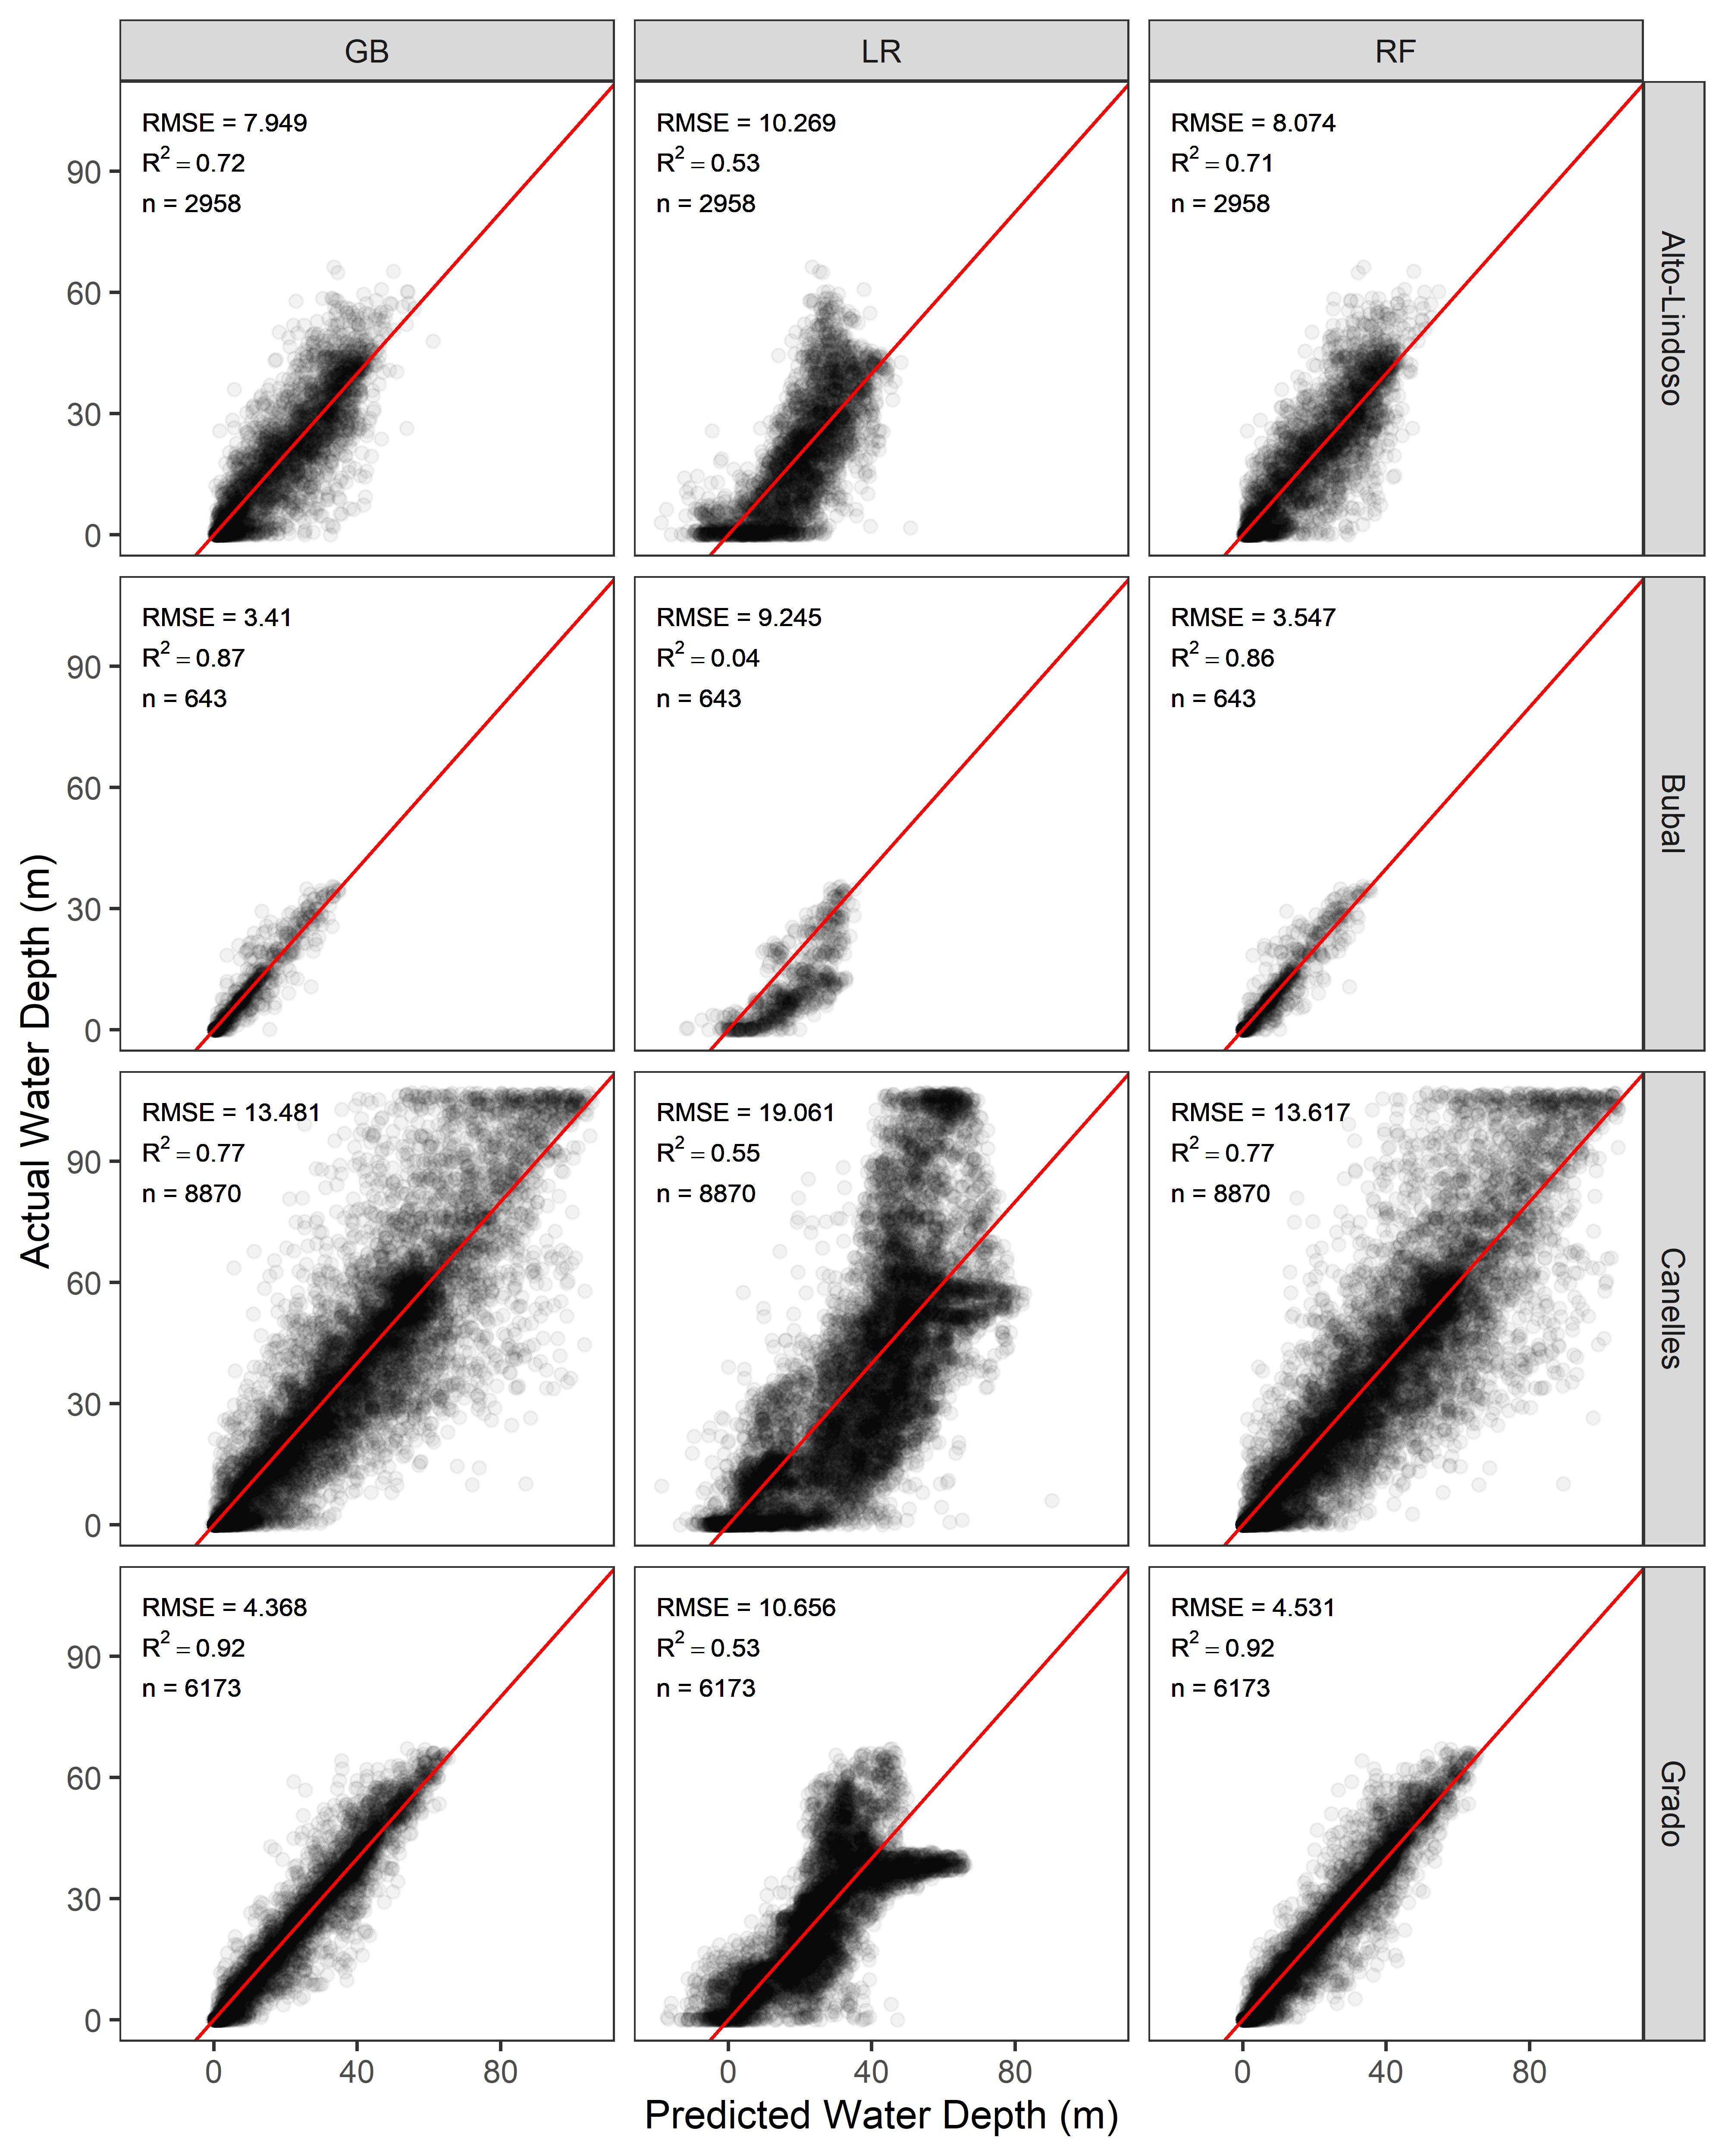 GB
LR
RF
RMSE = 7.949
R² = 0.72
n = 2958
RMSE = 10.269
R² = 0.53
n = 2958
RMSE = 8.074
R² = 0.71
n = 2958
90
60
30
0
Alto-Lindoso
RMSE = 3.41
R² = 0.87
n = 643
RMSE = 9.245
R² = 0.04
n = 643
RMSE = 3.547
R² = 0.86
n = 643
90
60
30
0
Bubal
RMSE = 13.481
R² = 0.77
n = 8870
RMSE = 19.061
R² = 0.55
n = 8870
RMSE = 13.617
R² = 0.77
n = 8870
90
60
30
0
Canelles
RMSE = 4.368
R² = 0.92
n = 6173
RMSE = 10.656
R² = 0.53
n = 6173
RMSE = 4.531
R² = 0.92
n = 6173
90
60
30
0
Grado
Actual Water Depth (m)
0 40 80
0 40 80
0 40 80
Predicted Water Depth (m)